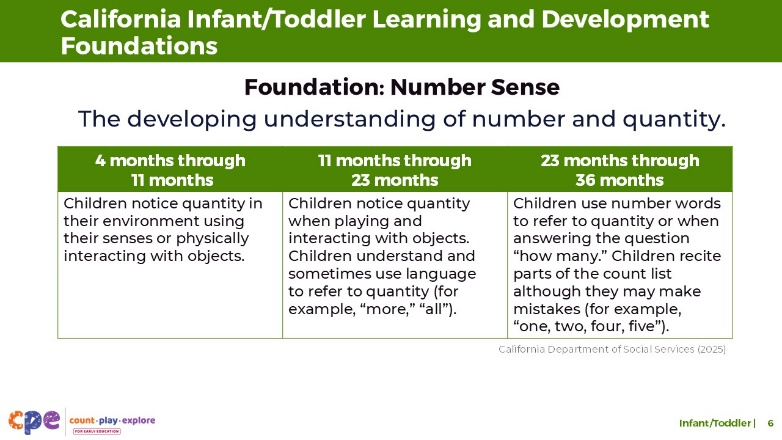 California Infant/Toddler Learning and Development
Foundations
Foundation: Number Sense
The developing understanding of number and quantity.
4 months through
11 months
Children notice quantity in
their environment using
their senses or physically
interacting with objects.
11 months through
23 months
Children notice quantity
when playing and
interacting with objects.
Children understand and
sometimes use language
to refer to quantity (for
example, “more,” “all”).
23 months through
36 months
Children use number words
to refer to quantity or when
answering the question
“how many.” Children recite
parts of the count list
although they may make
mistakes (for example,
“one, two, four, five”).
California Department of Social Services (2025)
cpe
count·play·explore
FOR EARLY EDUCATION
Infant/Toddler | 6